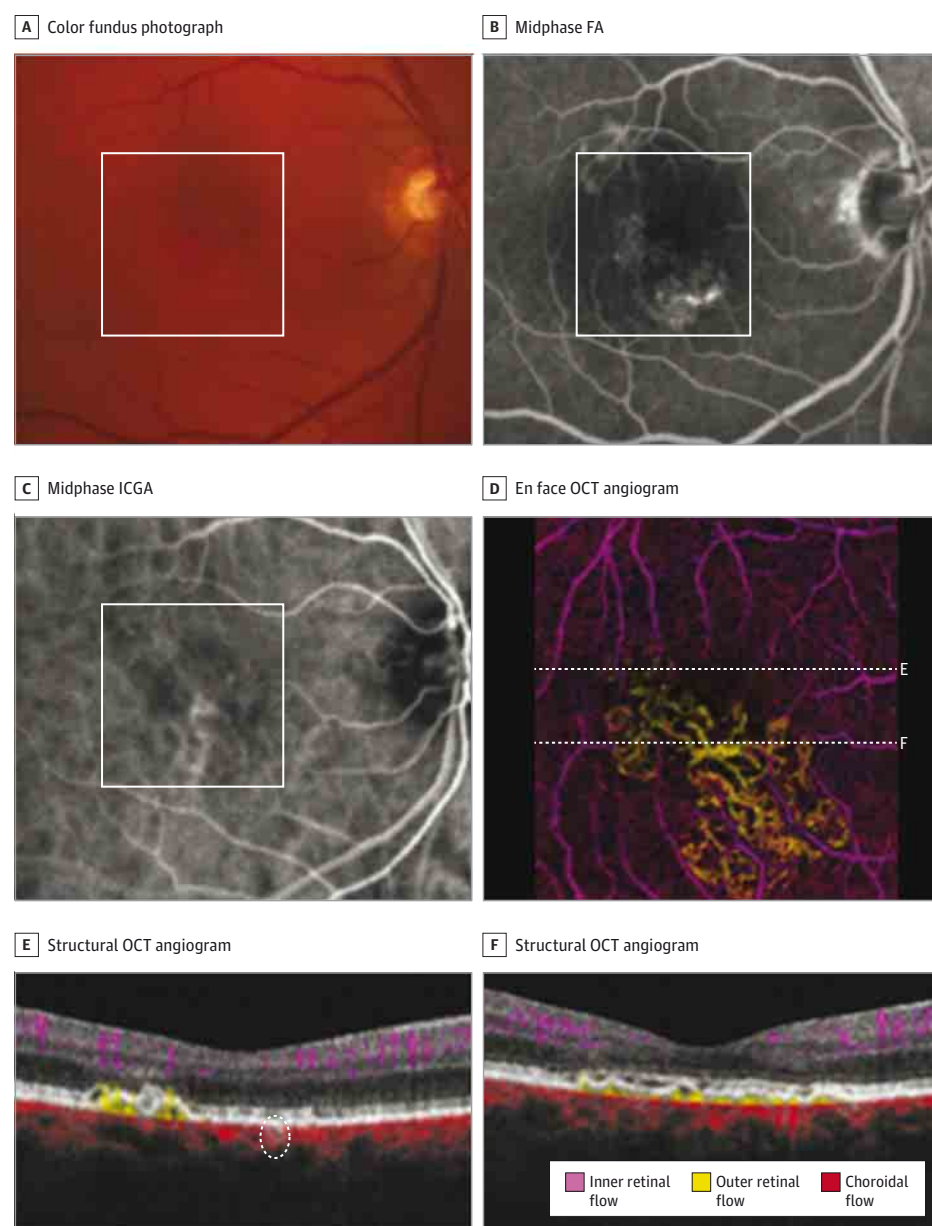 A Color fundus photograph
B Midphase FA
C Midphase ICGA
D En face OCT angiogram
E
F
E Structural OCT angiogram
F Structural OCT angiogram
Inner retinal flow
Outer retinal flow
Choroidal flow